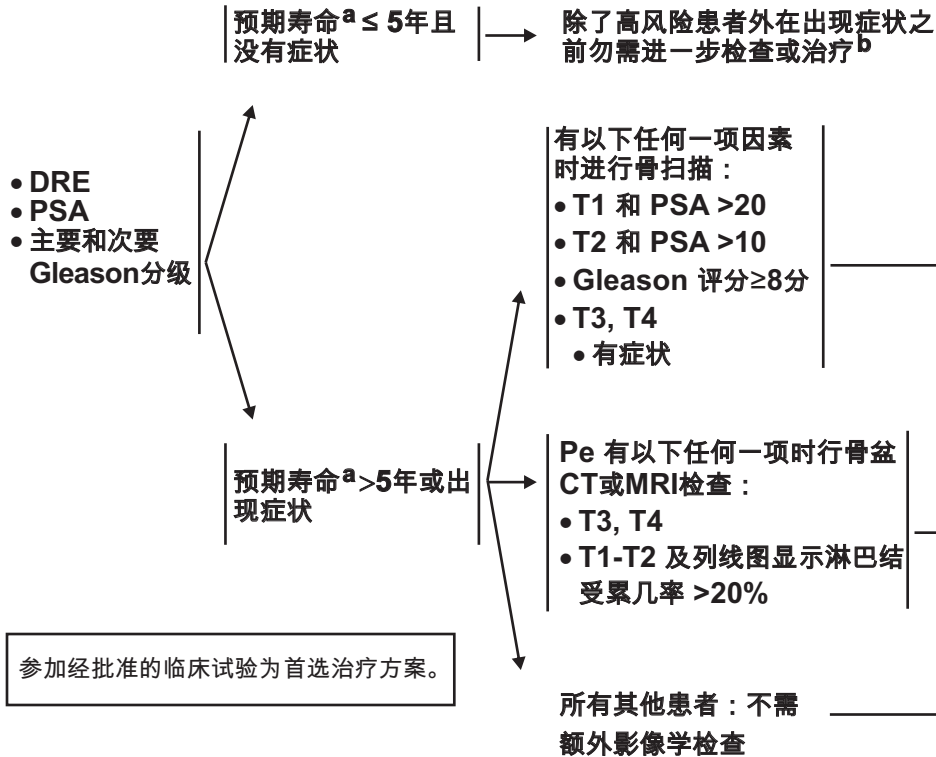 • DRE
• PSA
• 主要和次要
Gleason分级
预期寿命a ≤ 5年且
没有症状
除了高风险患者外在出现症状之
前勿需进一步检查或治疗b
预期寿命a>5年或出
现症状
有以下任何一项因素
时进行骨扫描：
• T1 和 PSA >20
• T2 和 PSA >10
• Gleason 评分≥8分
• T3, T4
• 有症状
Pe 有以下任何一项时行骨盆
CT或MRI检查：
• T3, T4
• T1-T2 及列线图显示淋巴结
受累几率 >20%
所有其他患者：不需
额外影像学检查
参加经批准的临床试验为首选治疗方案。